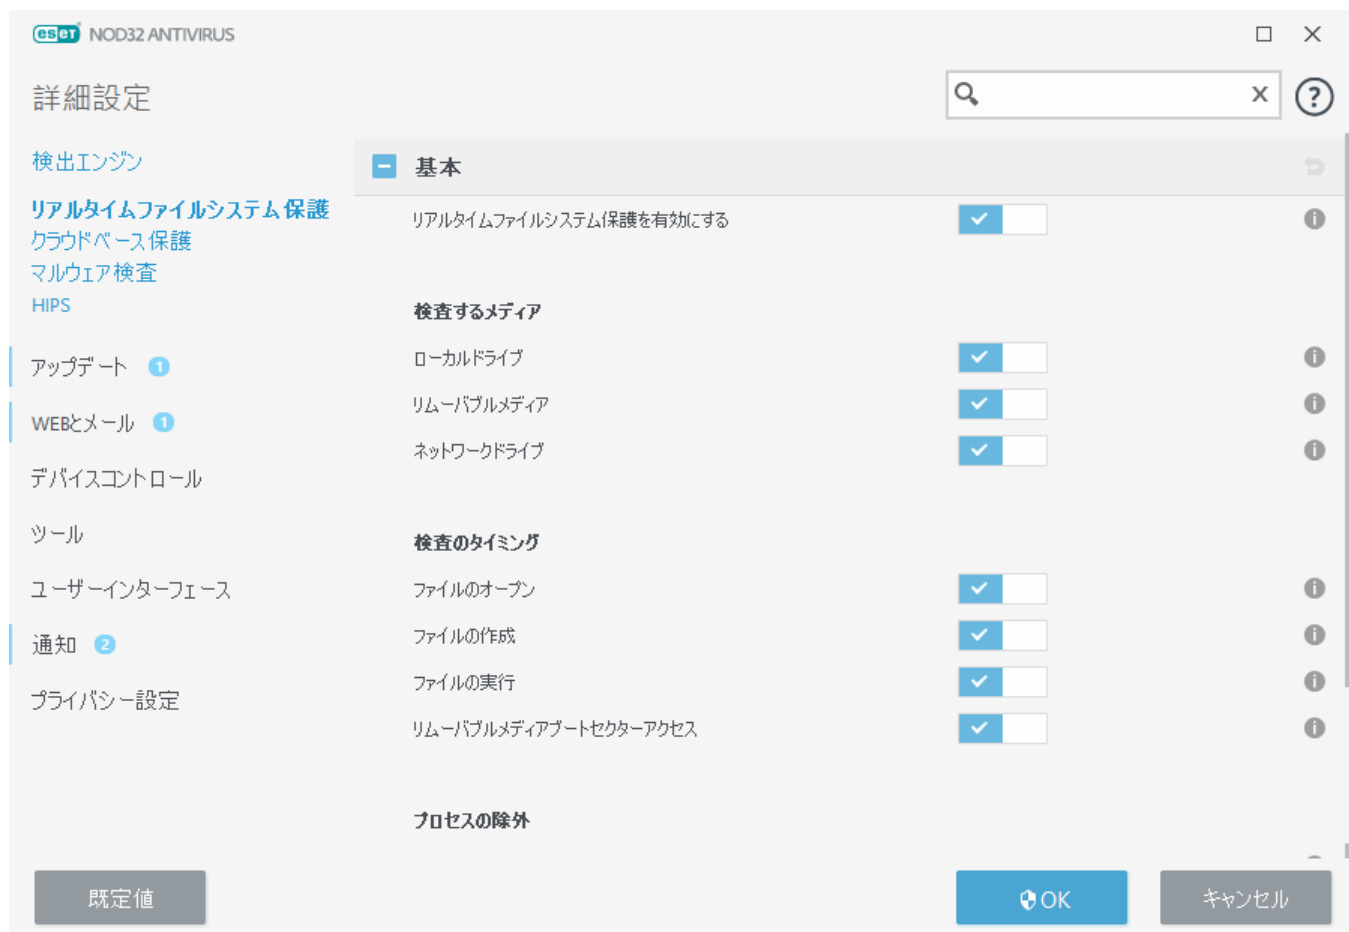 eset NOD32 ANTIVIRUS
詳細設定
x
?
検出エンジン
リアルタイムファイルシステム保護
クラウドベース保護
マルウェア検査
HIPS
アップデート 1
WEBとメール 1
デバイスコントロール
ツール
ユーザーインターフェース
通知 2
プライバシー設定
基本
リアルタイムファイルシステム保護を有効にする
検査するメディア
ローカルドライブ
リムーバブルメディア
ネットワークドライブ
検査のタイミング
ファイルのオープン
ファイルの作成
ファイルの実行
リムーバブルメディアブートセクターアクセス
プロセスの除外
既定値
OK
キャンセル